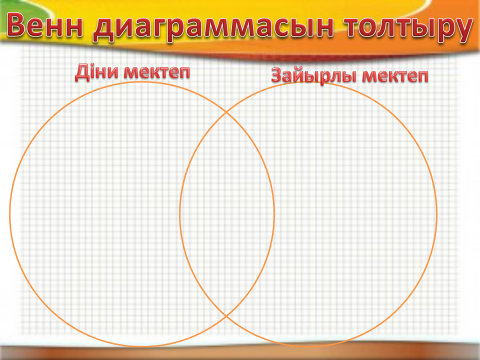 Венн диаграммасын толтыру
Діни мектеп
Зайырлы мектеп